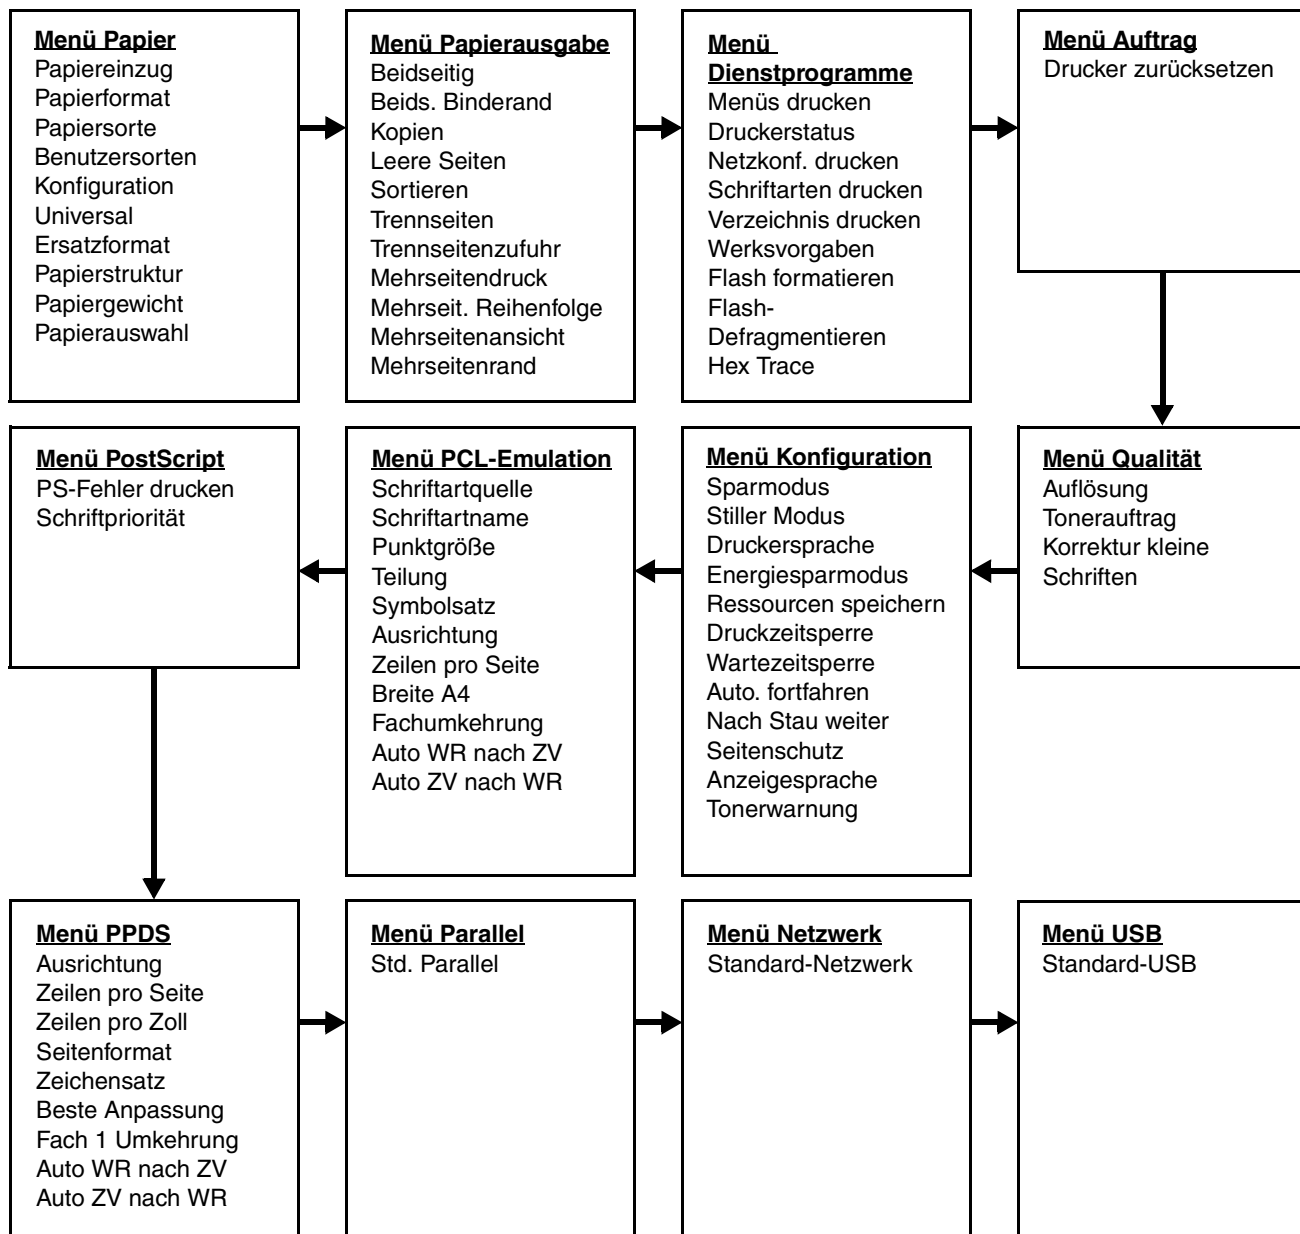 Menü Papier
Papiereinzug
Papierformat
Papiersorte
Benutzersorten
Konfiguration
Universal
Ersatzformat
Papierstruktur
Papiergewicht
Papierauswahl
Menü Papierausgabe
Beidseitig
Beids. Binderand
Kopien
Leere Seiten
Sortieren
Trennseiten
Trennseitenzufuhr
Mehrseitendruck
Mehrseit. Reihenfolge
Mehrseitenansicht
Mehrseitenrand
Menü
Dienstprogramme
Menüs drucken
Druckerstatus
Netzkonf. drucken
Schriftarten drucken
Verzeichnis drucken
Werksvorgaben
Flash formatieren
Flash-
Defragmentieren
Hex Trace
Menü Auftrag
Drucker zurücksetzen
Menü Qualität
Auflösung
Tonerauftrag
Korrektur kleine
Schriften
Menü Konfiguration
Sparmodus
Stiller Modus
Druckersprache
Energiesparmodus
Ressourcen speichern
Druckzeitsperre
Wartezeitsperre
Auto. fortfahren
Nach Stau weiter
Seitenschutz
Anzeigesprache
Tonerwarnung
Menü PCL-Emulation
Schriftartquelle
Schriftartname
Punktgröße
Teilung
Symbolsatz
Ausrichtung
Zeilen pro Seite
Breite A4
Fachumkehrung
Auto WR nach ZV
Auto ZV nach WR
Menü PostScript
PS-Fehler drucken
Schriftpriorität
Menü PPDS
Ausrichtung
Zeilen pro Seite
Zeilen pro Zoll
Seitenformat
Zeichensatz
Beste Anpassung
Fach 1 Umkehrung
Auto WR nach ZV
Auto ZV nach WR
Menü Parallel
Std. Parallel
Menü Netzwerk
Standard-Netzwerk
Menü USB
Standard-USB